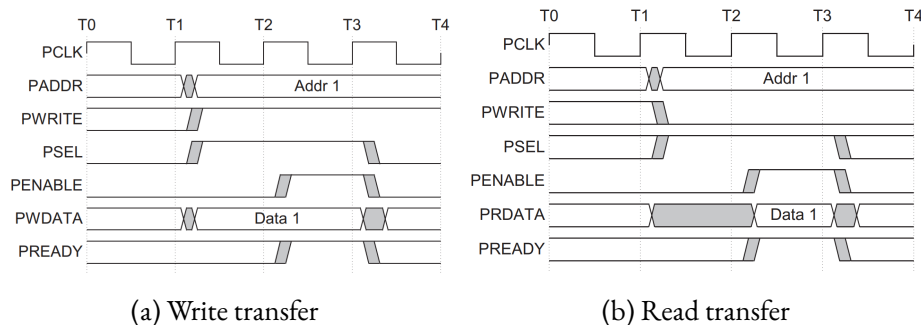 T0 T1 T2 T3 T4
PCLK
PADDR Addr 1
PWRITE
PSEL
PENABLE
PWDATA Data 1
PREADY
(a) Write transfer
T0 T1 T2 T3 T4
PCLK
PADDR Addr 1
PWRITE
PSEL
PENABLE
PRDATA Data 1
PREADY
(b) Read transfer